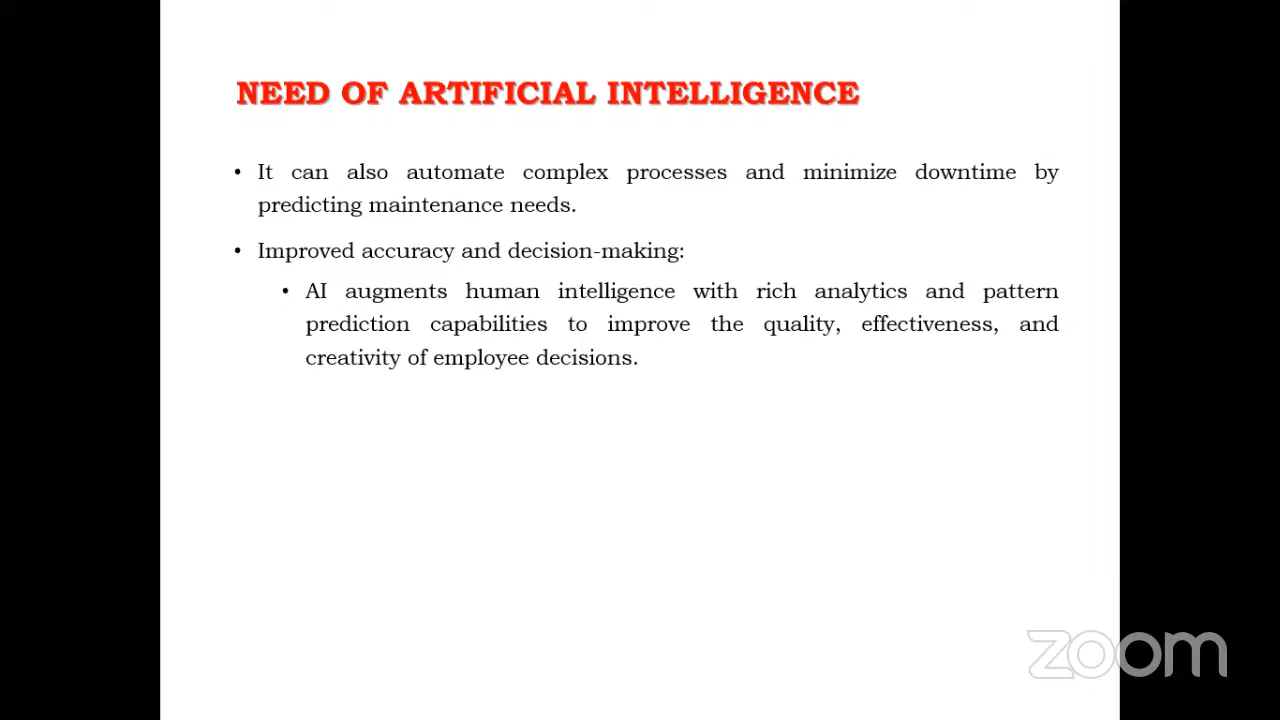 NEED OF ARTIFICIAL INTELLIGENCE
• It can also automate complex processes and minimize downtime by
predicting maintenance needs.
• Improved accuracy and decision-making:
• AI augments human intelligence with rich analytics and pattern
prediction capabilities to improve the quality, effectiveness, and
creativity of employee decisions.
zoom